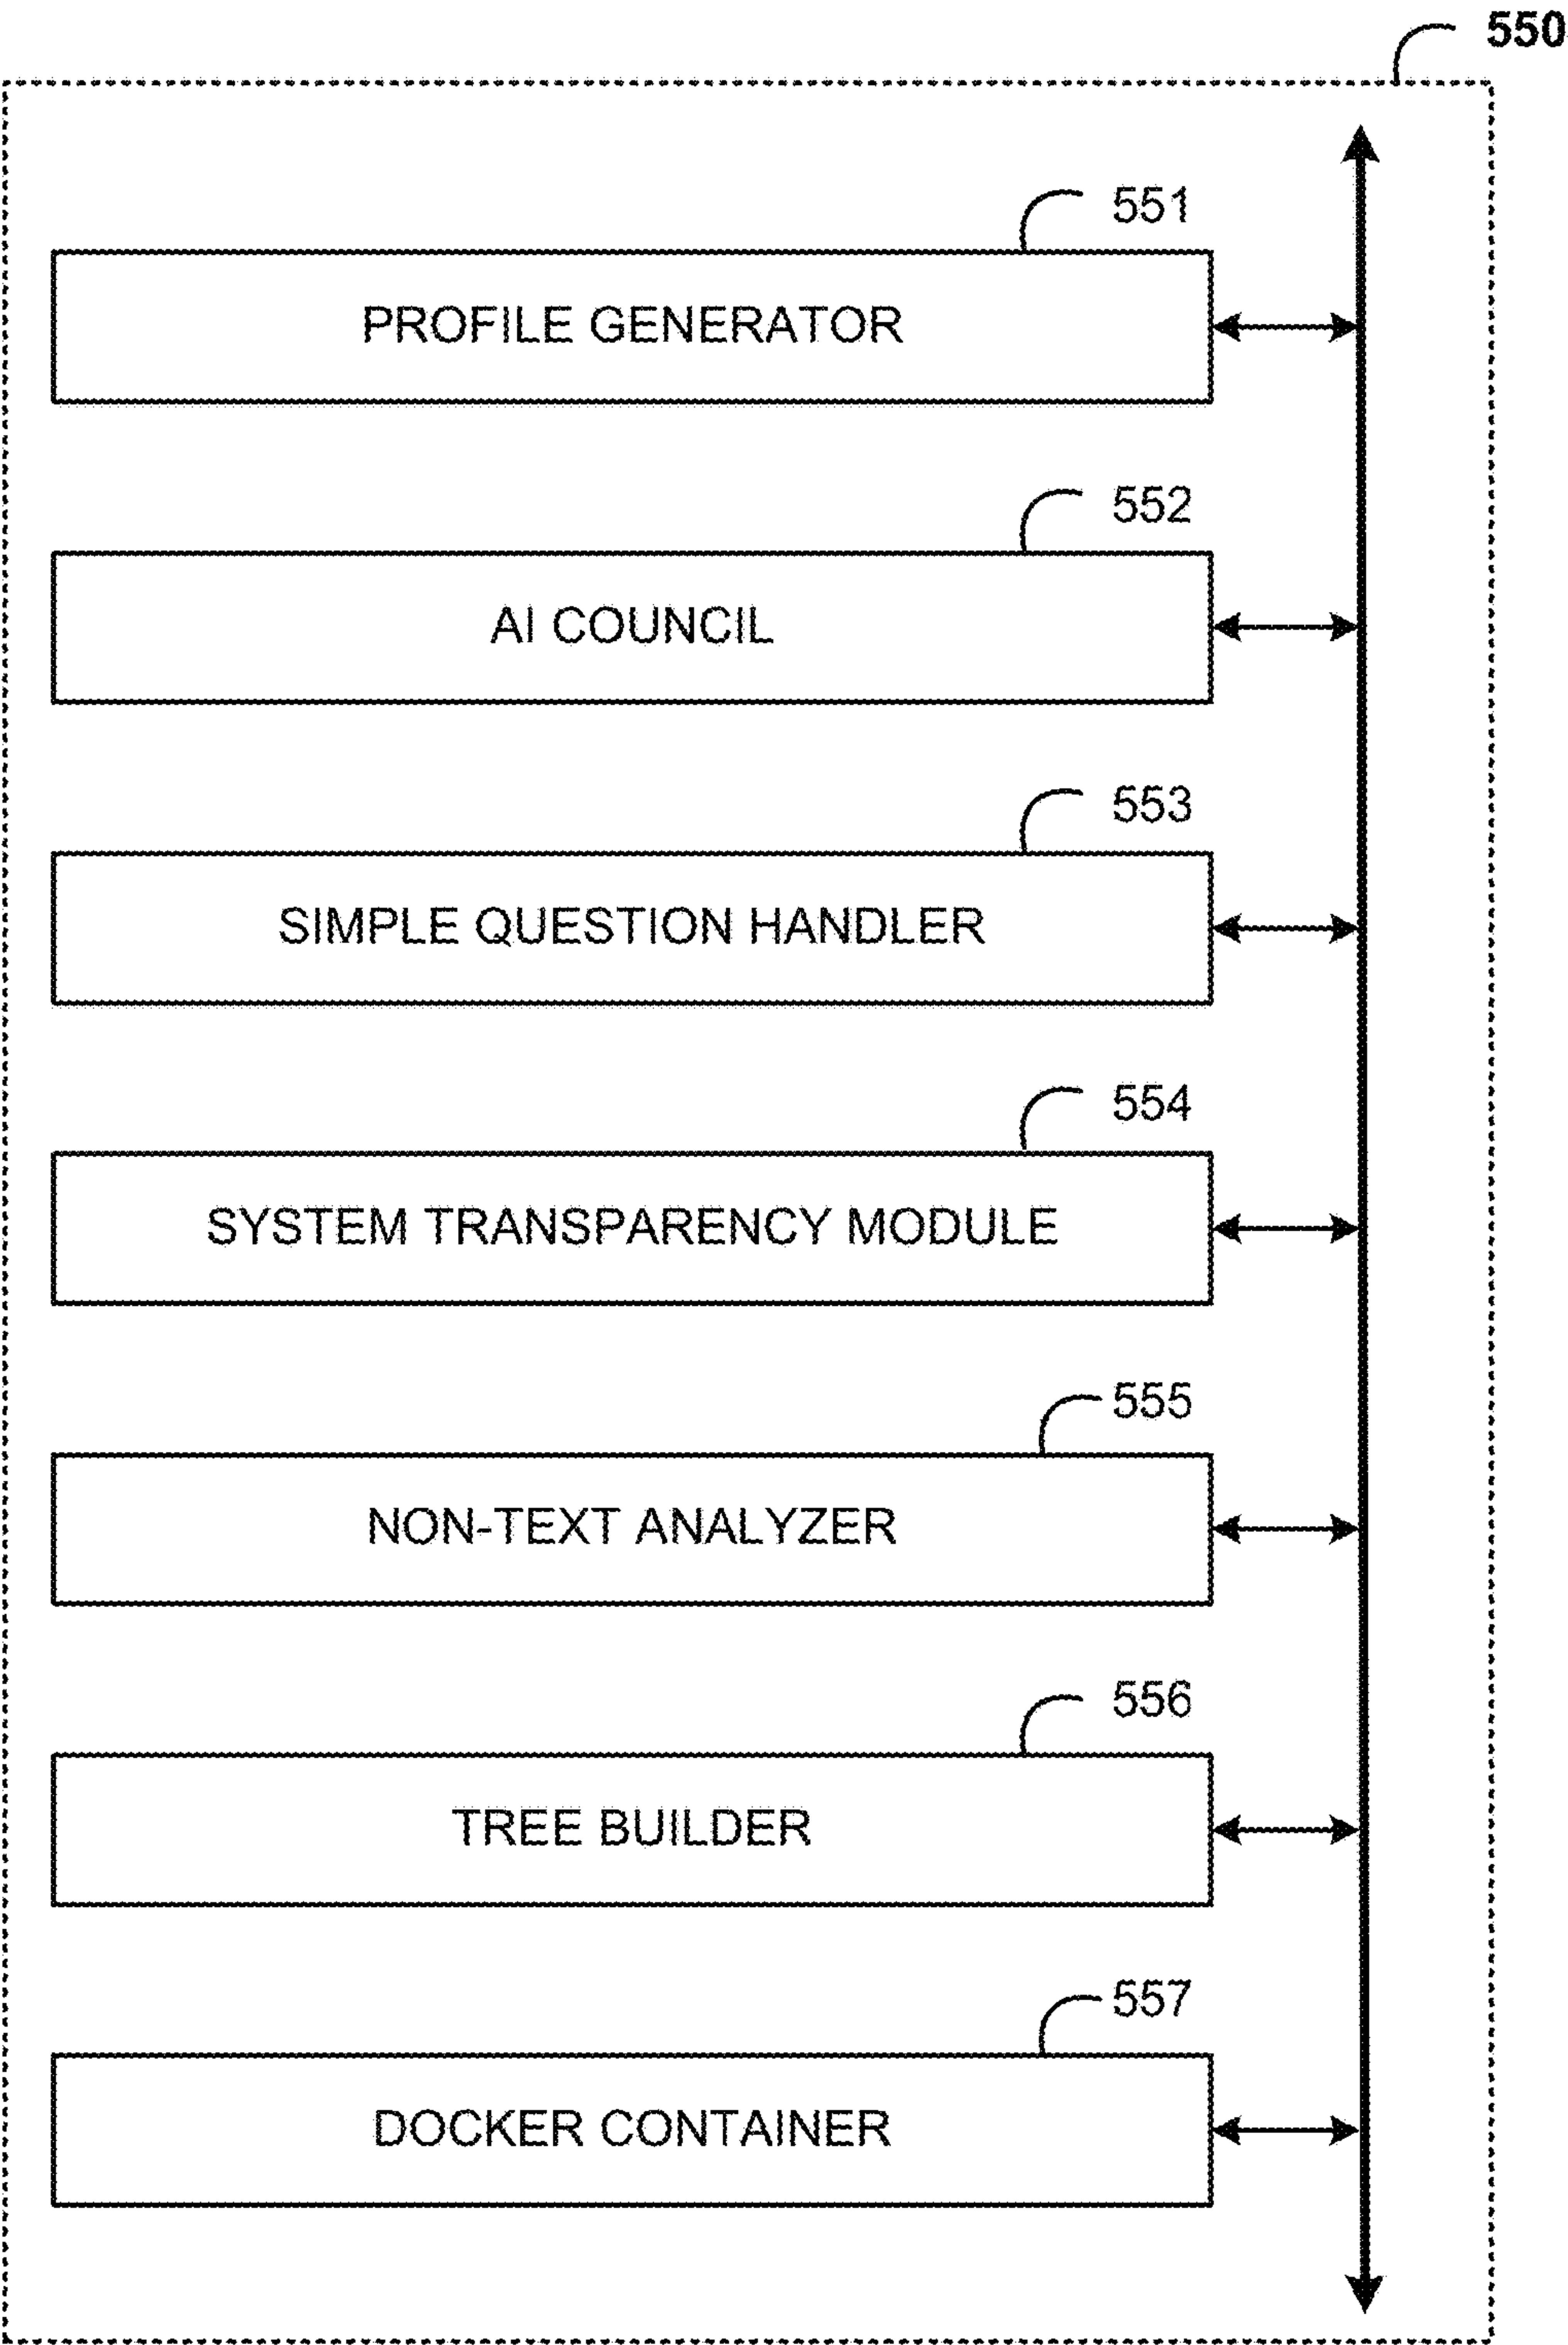 550
551
PROFILE GENERATOR
552
AI COUNCIL
553
SIMPLE QUESTION HANDLER
554
SYSTEM TRANSPARENCY MODULE
555
NON-TEXT ANALYZER
556
TREE BUILDER
557
DOCKER CONTAINER